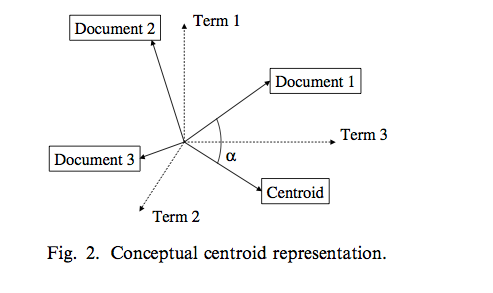 Document 2
Term 1
Document 1
Term 3
α
Document 3
Centroid
Term 2
Fig. 2. Conceptual centroid representation.